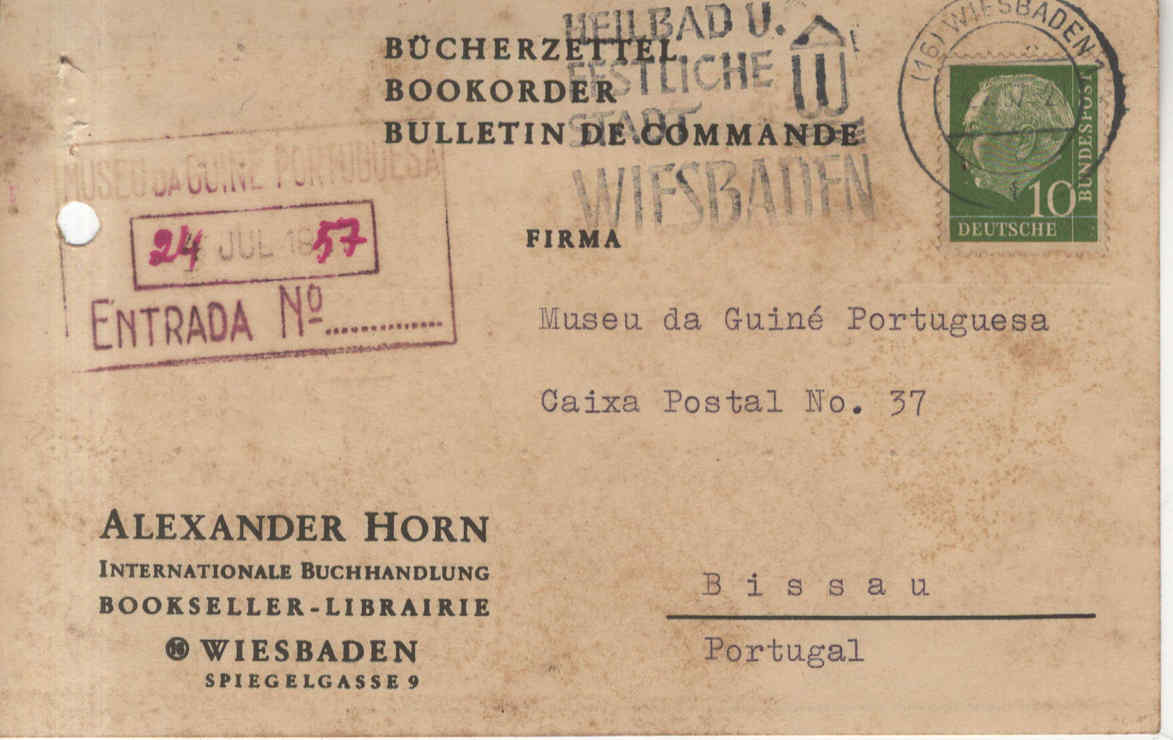 BÜCHERZETTEL
BOOKORDER
BULLETIN DE COMMANDE
HEILBAD U.
FESTLICHE
STADT
WIESBADEN
(16) WIESBADEN
BUNDESPOST
10
DEUTSCHE
MUSEU DA GUINÉ PORTUGUESA
24 JUL 1957
ENTRADA Nº..............
FIRMA
Museu da Guiné Portuguesa
Caixa Postal No. 37
ALEXANDER HORN
INTERNATIONALE BUCHHANDLUNG
BOOKSELLER-LIBRAIRIE
16 WIESBADEN
SPIEGELGASSE 9
Bissau
Portugal